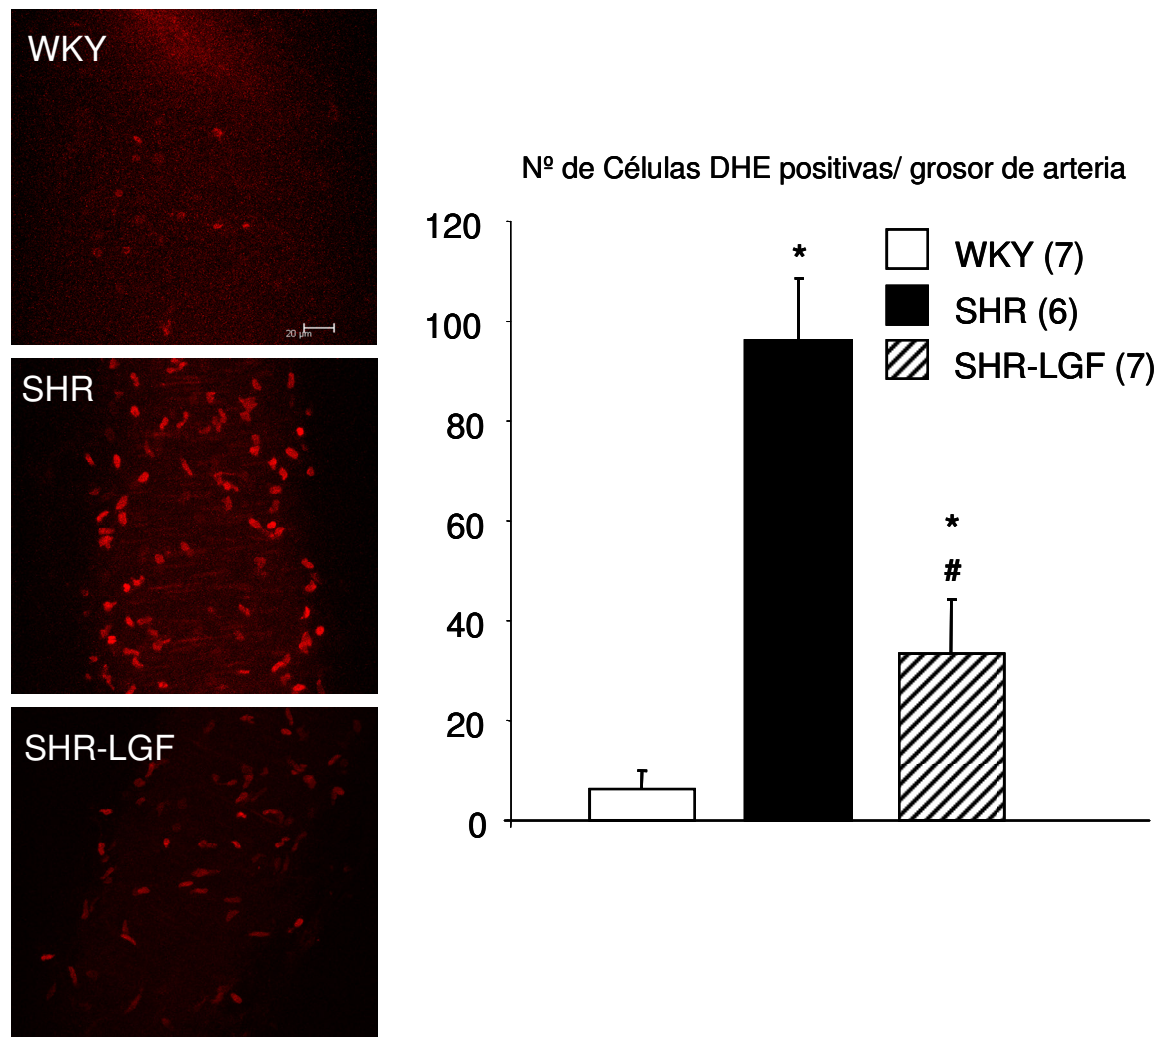 WKY
20 µm
SHR
SHR-LGF
Nº de Células DHE positivas/ grosor de arteria
120
100
80
60
40
20
0
*
*
#
WKY (7)
SHR (6)
SHR-LGF (7)